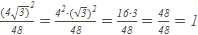 (4√3)²/48 = 4²·(√3)²/48 = 16·3/48 = 48/48 = 1